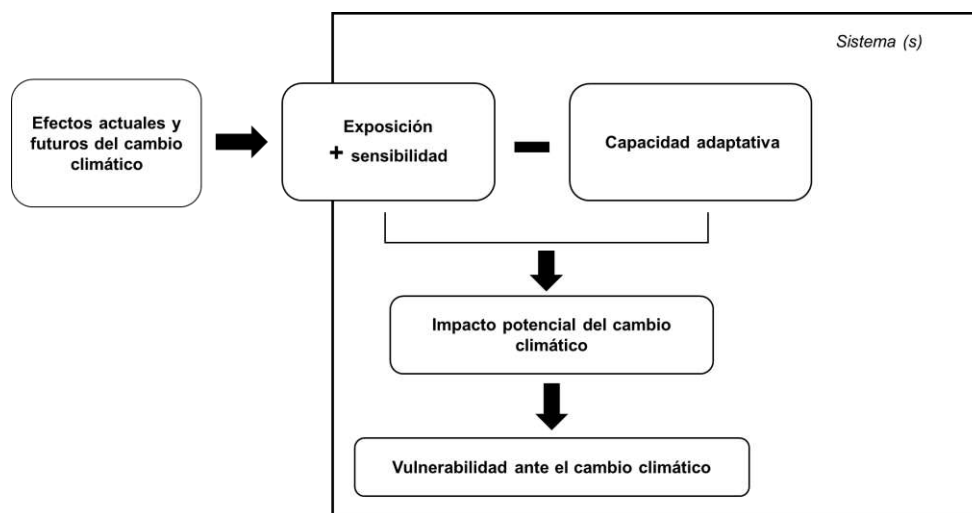 Sistema (s)
Efectos actuales y
futuros del cambio
climático
Exposición
+ sensibilidad
Capacidad adaptativa
Impacto potencial del cambio
climático
Vulnerabilidad ante el cambio climático